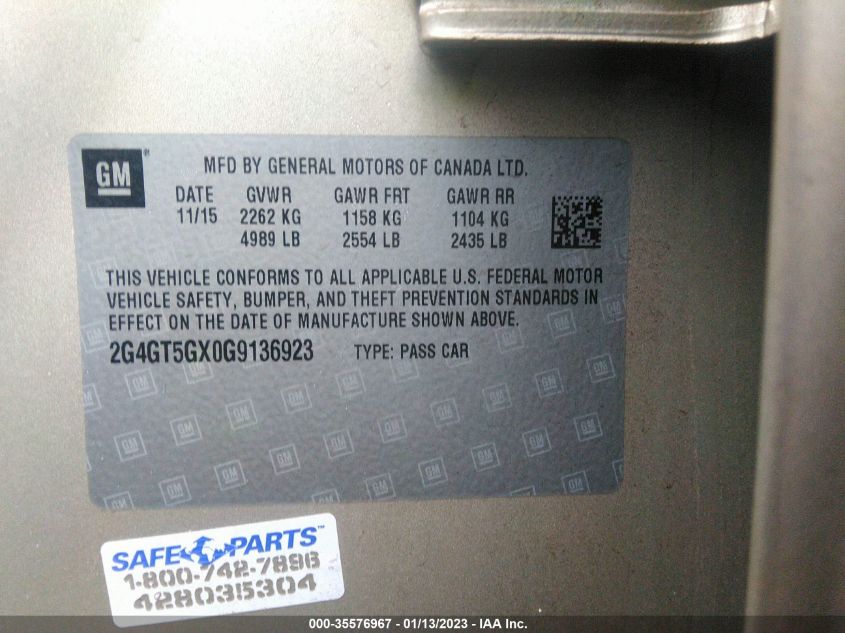 GM
MFD BY GENERAL MOTORS OF CANADA LTD.
DATE GVWR GAWR FRT GAWR RR
11/15 2262 KG 1158 KG 1104 KG
4989 LB 2554 LB 2435 LB
THIS VEHICLE CONFORMS TO ALL APPLICABLE U.S. FEDERAL MOTOR
VEHICLE SAFETY, BUMPER, AND THEFT PREVENTION STANDARDS IN
EFFECT ON THE DATE OF MANUFACTURE SHOWN ABOVE.
2G4GT5GX0G9136923 TYPE: PASS CAR
SAFE PARTS™
1-800-742-7896
428035304
000-35576967 - 01/13/2023 - IAA Inc.